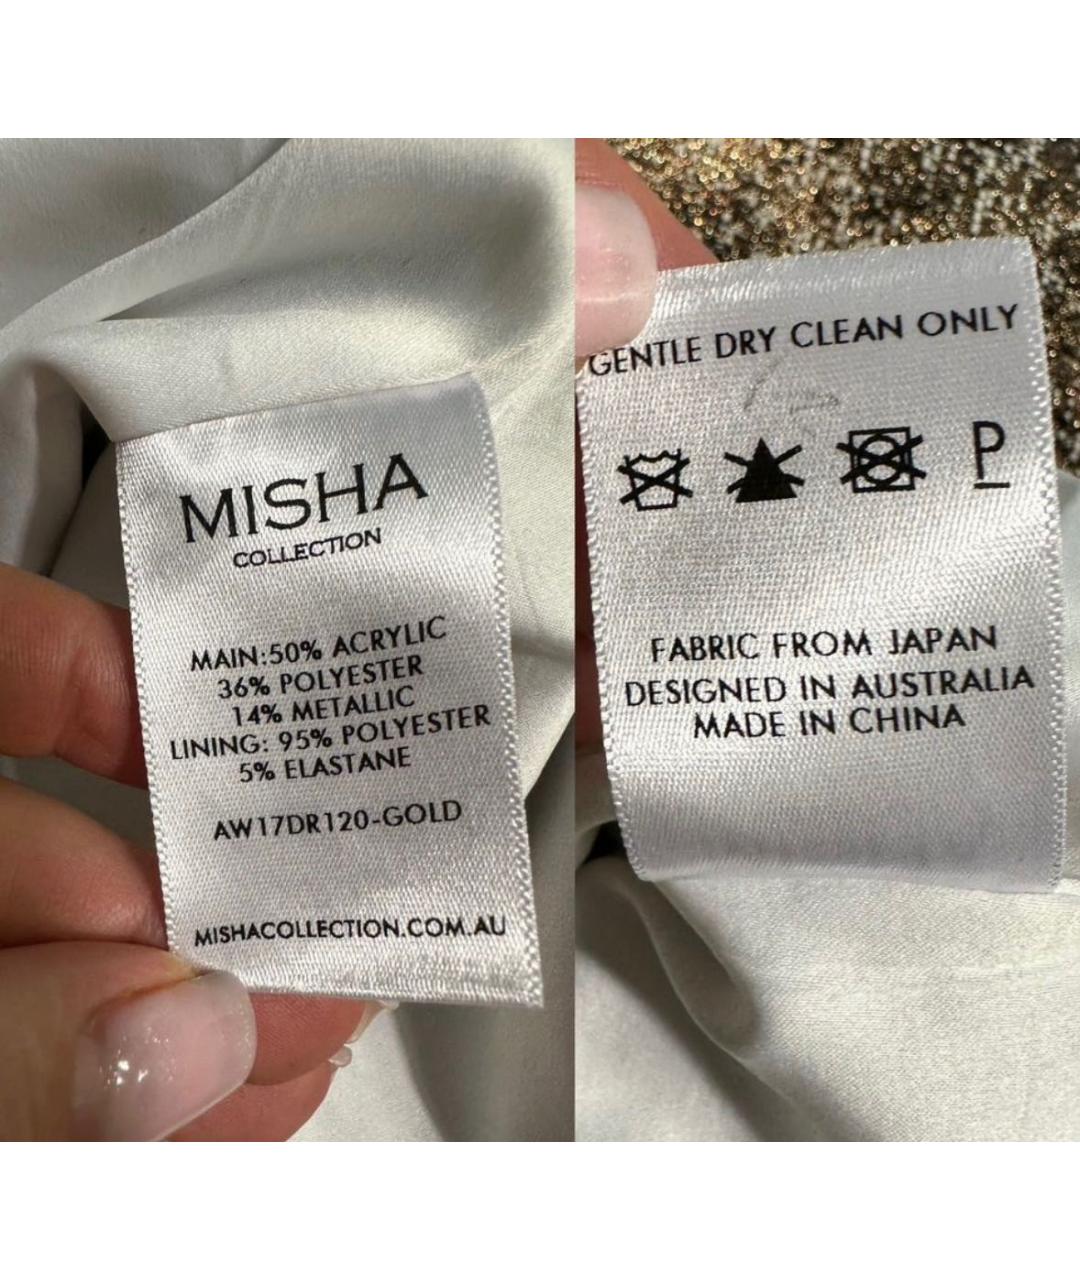 MISHA
COLLECTION
MAIN:50% ACRYLIC
36% POLYESTER
14% METALLIC
LINING: 95% POLYESTER
5% ELASTANE
AW17DR120-GOLD
MISHACOLLECTION.COM.AU
GENTLE DRY CLEAN ONLY
P
FABRIC FROM JAPAN
DESIGNED IN AUSTRALIA
MADE IN CHINA